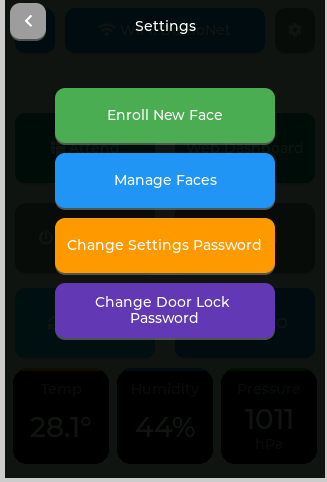 Settings
Enroll New Face
Attend
Web Dashboard
Manage Faces
Change Settings Password
Change Door Lock
Password
Temp
Humidity
Pressure
28.1°
44%
1011
hPa